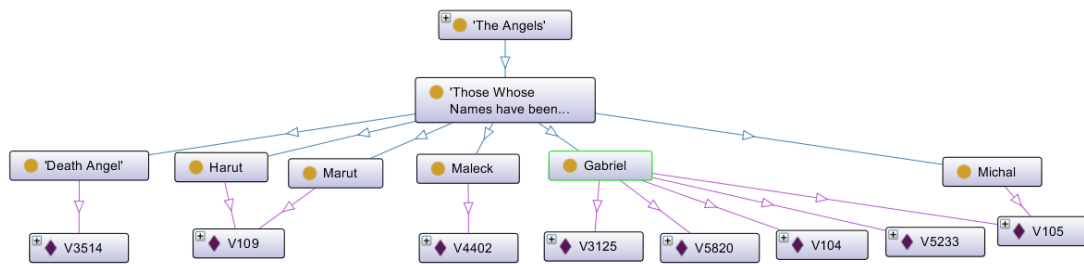 'The Angels'
'Those Whose
Names have been...
'Death Angel'
Harut
Marut
Maleck
Gabriel
Michal
V3514
V109
V4402
V3125
V5820
V104
V5233
V105